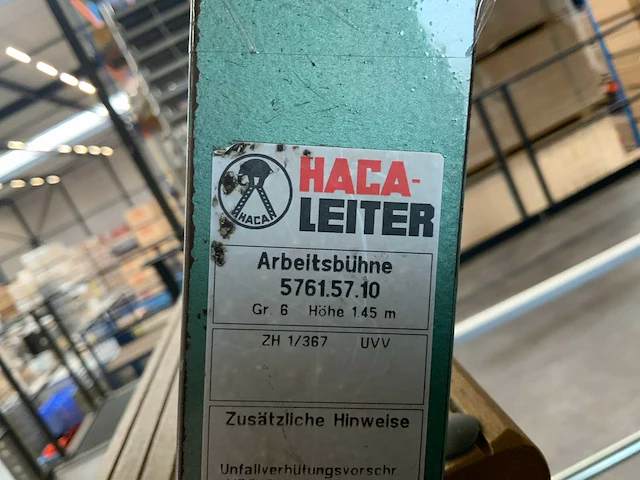 HACA
HACA-
LEITER
Arbeitsbühne
5761.57.10
Gr. 6 Höhe 1.45 m
ZH 1/367 UVV
Zusätzliche Hinweise
Unfallverhütungsvorschr